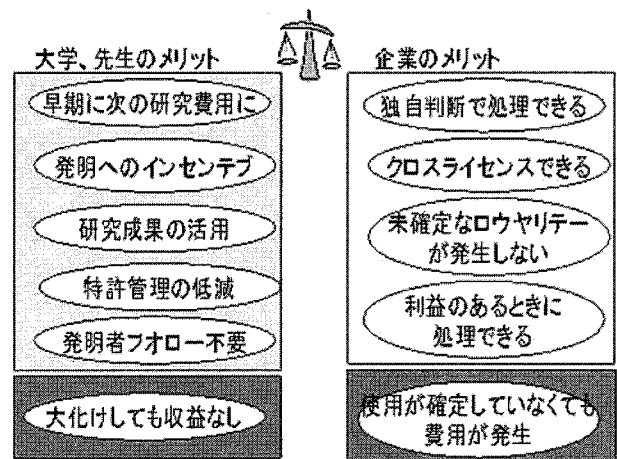 大学、先生のメリット
早期に次の研究費用に
発明へのインセンテブ
研究成果の活用
特許管理の低減
発明者フオロー不要
大化けしても収益なし
企業のメリット
独自判断で処理できる
クロスライセンスできる
未確定なロウヤリテー
が発生しない
利益のあるときに
処理できる
使用が確定していなくても
費用が発生